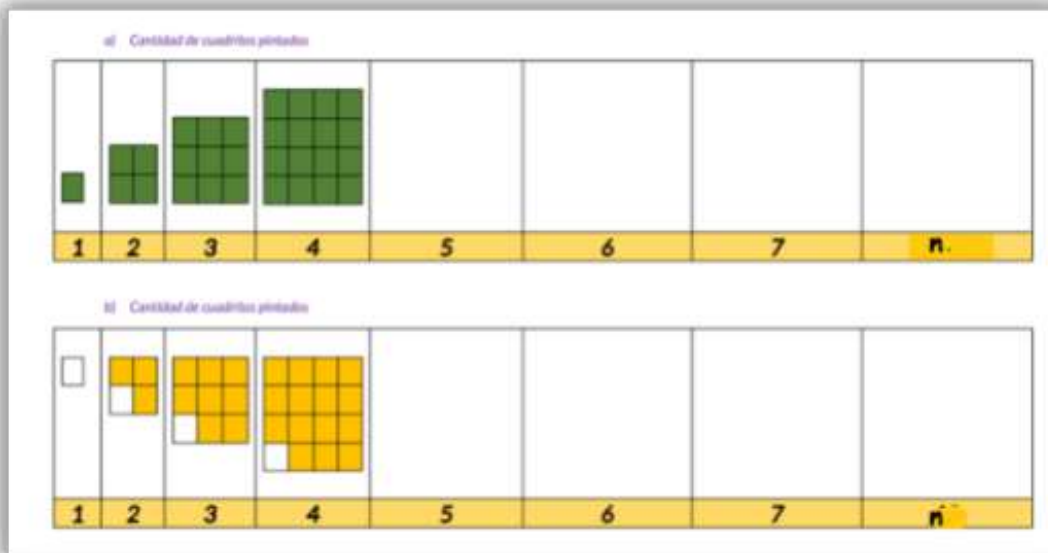 a) Cantidad de cuadritos pintados
1 2 3 4 5 6 7 n.
b) Cantidad de cuadritos pintados
1 2 3 4 5 6 7 n